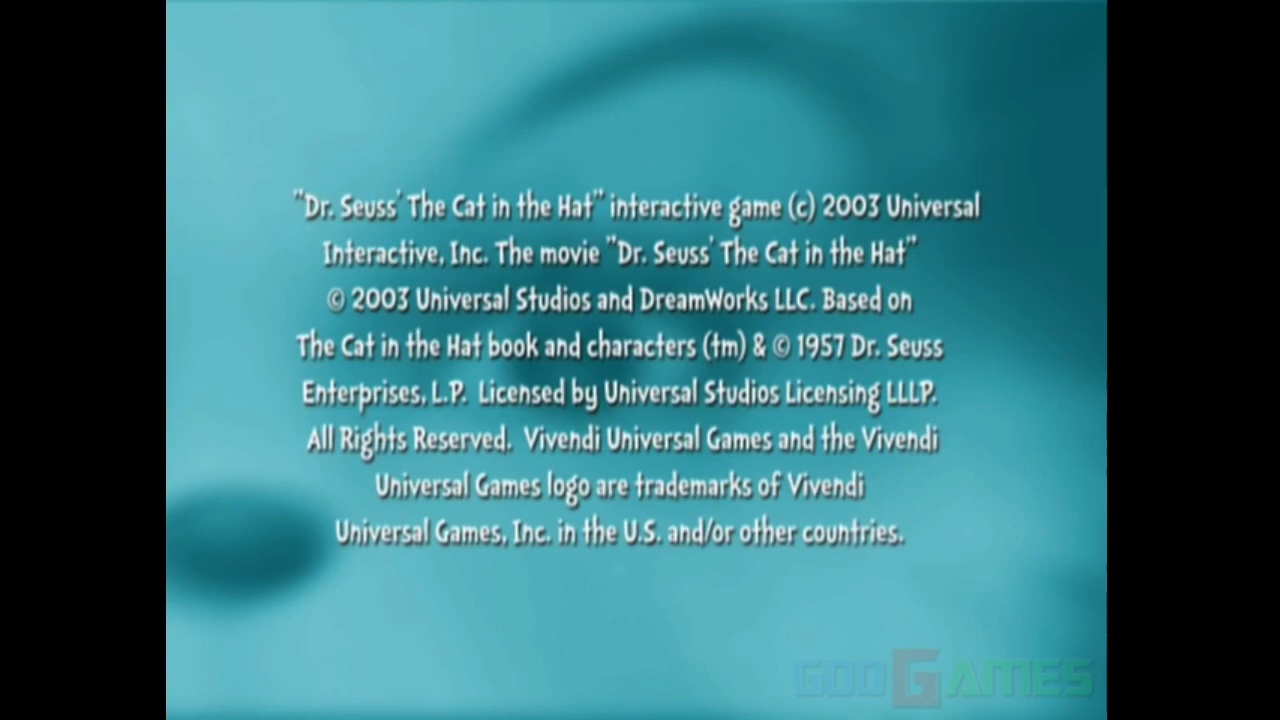 "Dr. Seuss' The Cat in the Hat" interactive game (c) 2003 Universal
Interactive, Inc. The movie "Dr. Seuss' The Cat in the Hat"
© 2003 Universal Studios and DreamWorks LLC. Based on
The Cat in the Hat book and characters (tm) & © 1957 Dr. Seuss
Enterprises, L.P.  Licensed by Universal Studios Licensing LLLP.
All Rights Reserved.  Vivendi Universal Games and the Vivendi
Universal Games logo are trademarks of Vivendi
Universal Games, Inc. in the U.S. and/or other countries.
GODGAMES